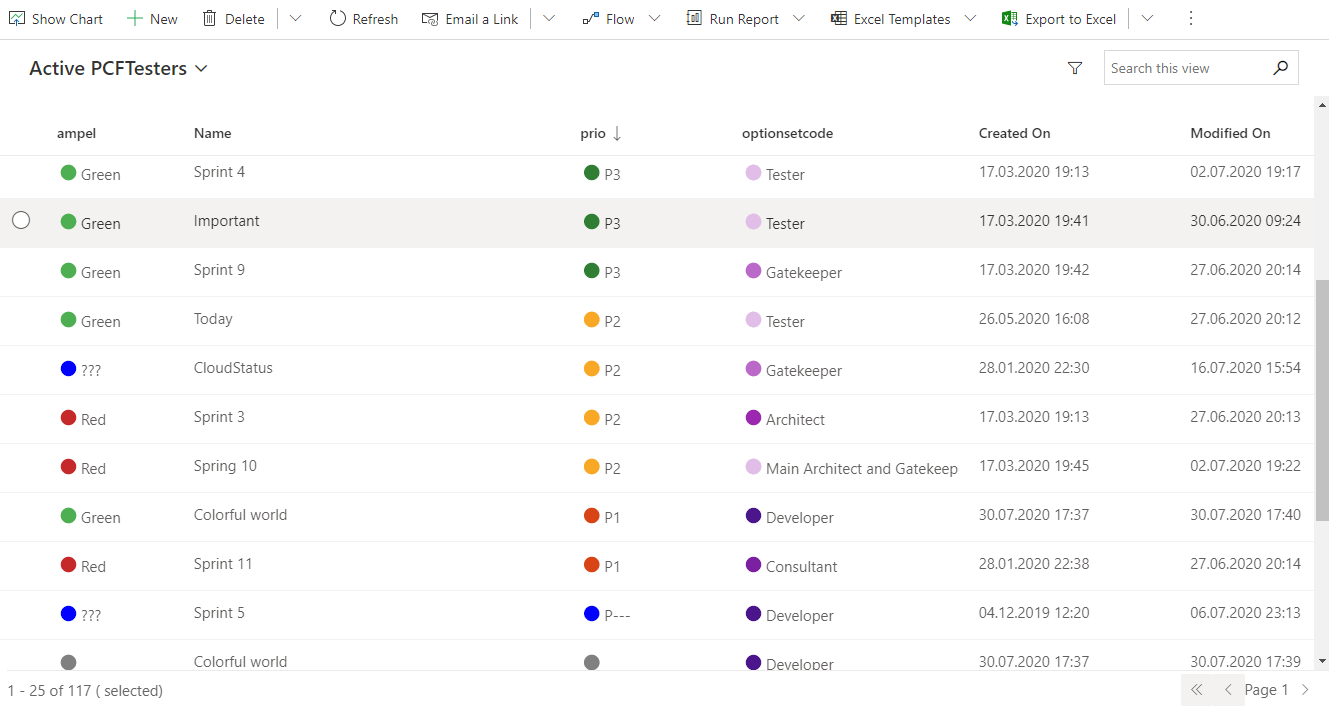 Show Chart New Delete Refresh Email a Link Flow Run Report Excel Templates Export to Excel
Active PCFTesters Search this view
ampel Name prio optionsetcode Created On Modified On
Green Sprint 4 P3 Tester 17.03.2020 19:13 02.07.2020 19:17
Green Important P3 Tester 17.03.2020 19:41 30.06.2020 09:24
Green Sprint 9 P3 Gatekeeper 17.03.2020 19:42 27.06.2020 20:14
Green Today P2 Tester 26.05.2020 16:08 27.06.2020 20:12
??? CloudStatus P2 Gatekeeper 28.01.2020 22:30 16.07.2020 15:54
Red Sprint 3 P2 Architect 17.03.2020 19:13 27.06.2020 20:13
Red Spring 10 P2 Main Architect and Gatekeep 17.03.2020 19:45 02.07.2020 19:22
Green Colorful world P1 Developer 30.07.2020 17:37 30.07.2020 17:40
Red Sprint 11 P1 Consultant 28.01.2020 22:38 27.06.2020 20:14
??? Sprint 5 P--- Developer 04.12.2019 12:20 06.07.2020 23:13
Colorful world Developer 30.07.2020 17:37 30.07.2020 17:39
1 - 25 of 117 ( selected) Page 1